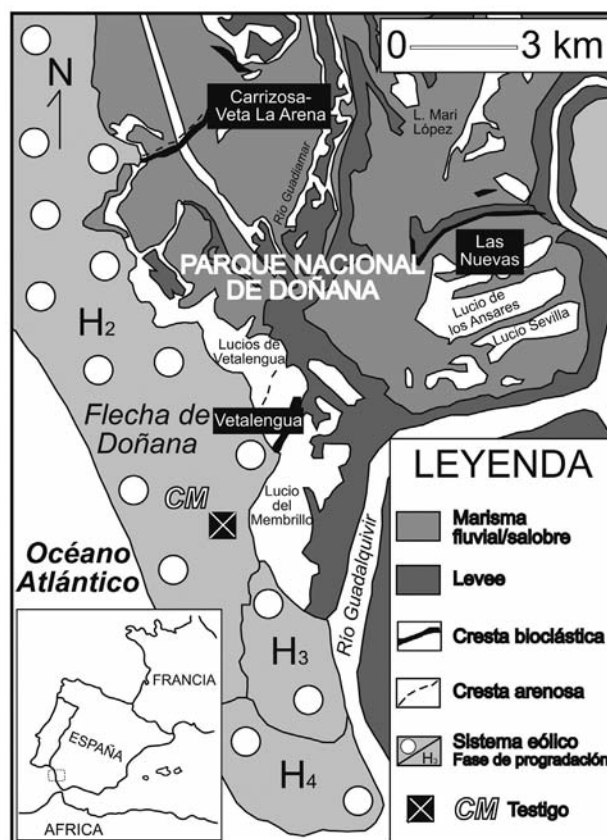 0 3 km
N
Carrizosa-
Veta La Arena
L. Mari
López
Río Guadiamar
Las
Nuevas
PARQUE NACIONAL
DE DOÑANA
Lucio de
los Ansares
Lucio Sevilla
H2
Lucios de
Vetalengua
Flecha de
Doñana
Vetalengua
CM
Lucio
del
Membrillo
Océano
Atlántico
Río Guadalquivir
H3
H4
FRANCIA
ESPAÑA
AFRICA
LEYENDA
Marisma
fluvial/salobre
Levee
Cresta bioclástica
Cresta arenosa
H3
Sistema eólico
Fase de progradación
CM Testigo